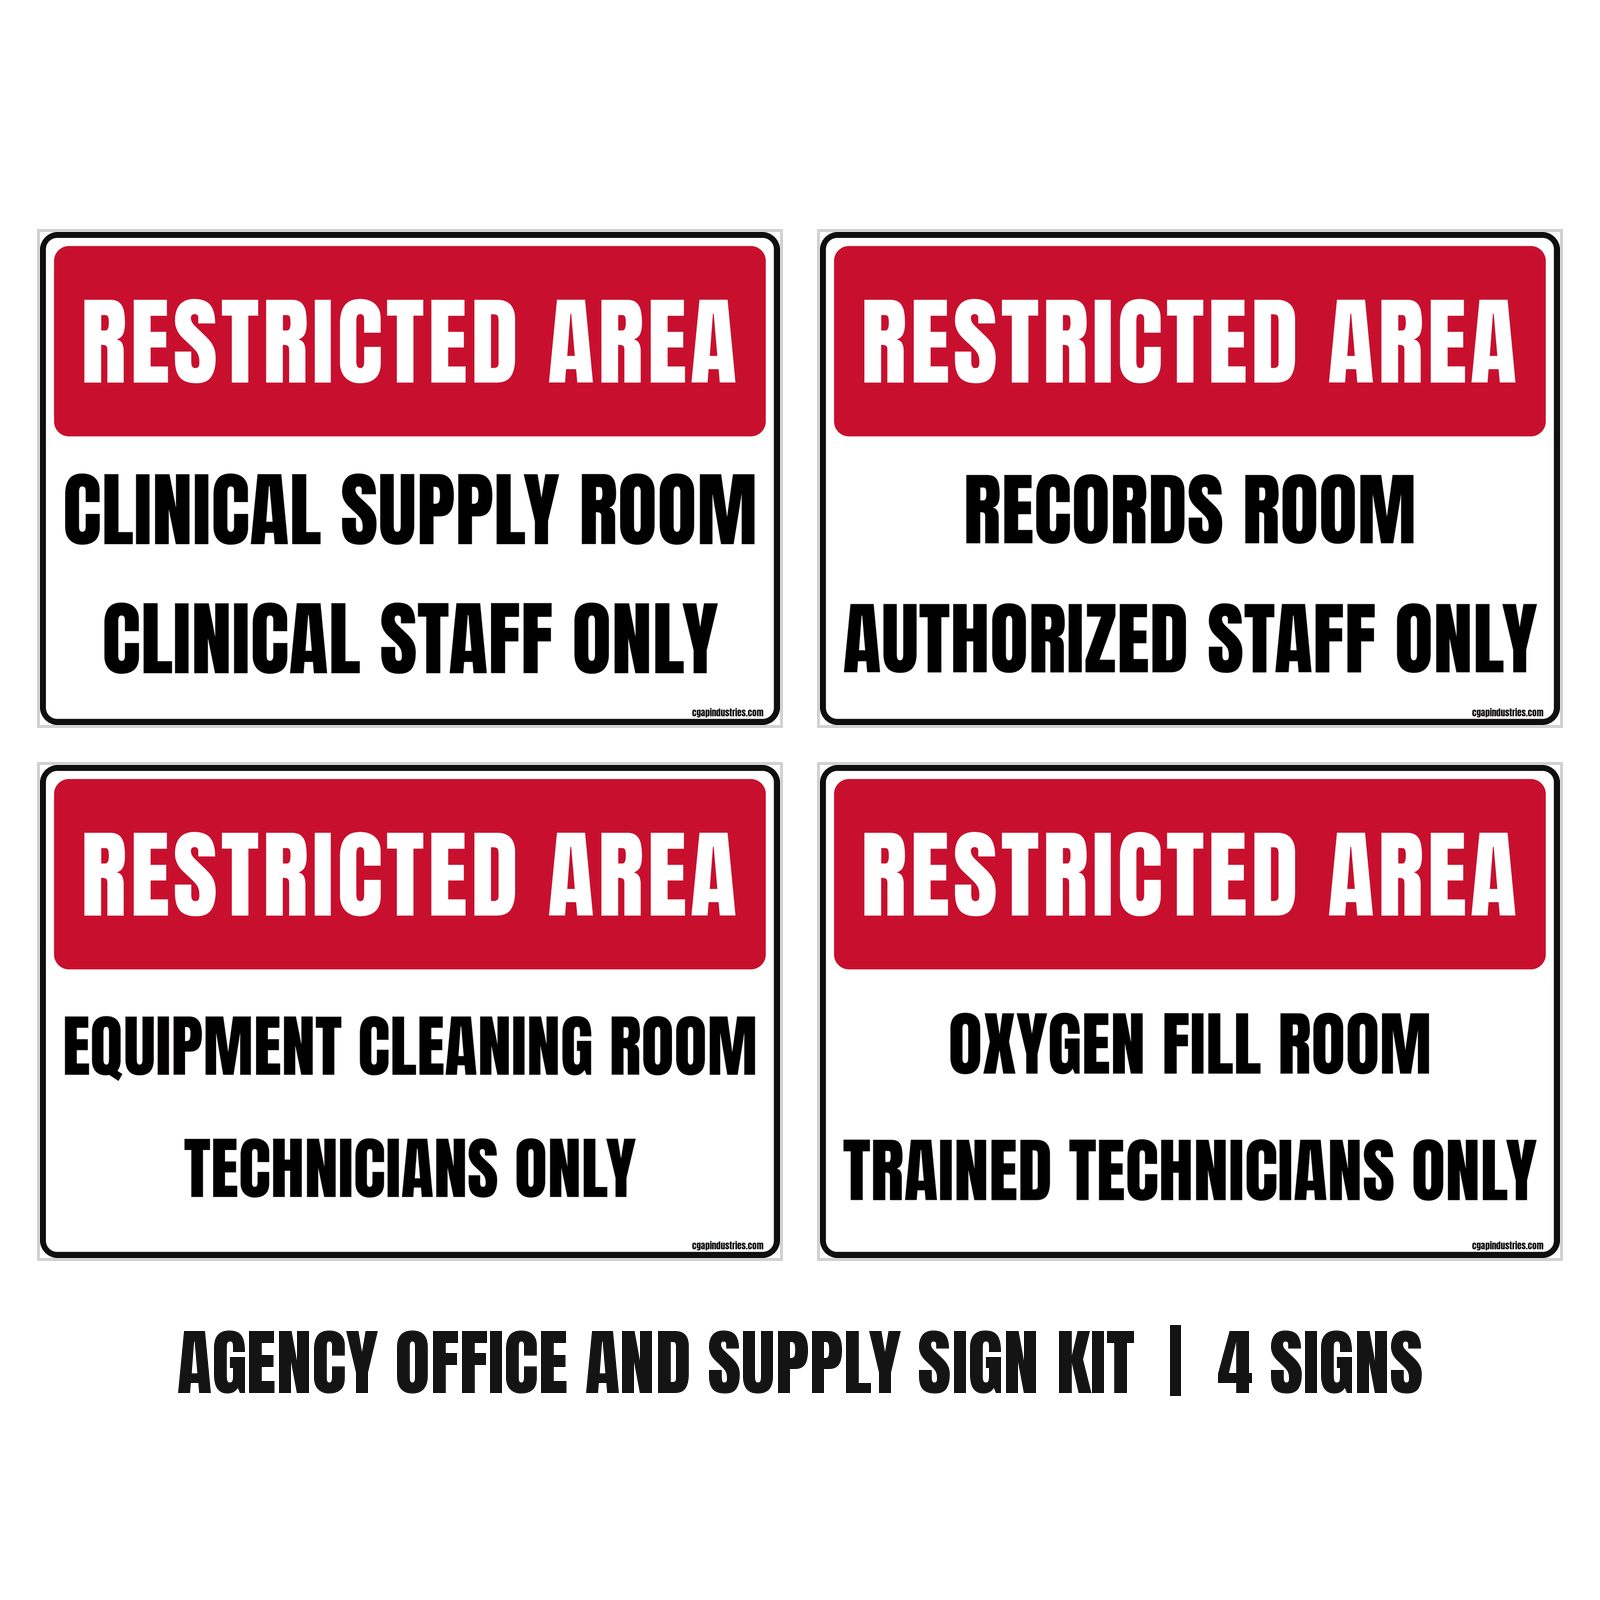 RESTRICTED AREA
CLINICAL SUPPLY ROOM
CLINICAL STAFF ONLY
cgapindustries.com
RESTRICTED AREA
RECORDS ROOM
AUTHORIZED STAFF ONLY
cgapindustries.com
RESTRICTED AREA
EQUIPMENT CLEANING ROOM
TECHNICIANS ONLY
cgapindustries.com
RESTRICTED AREA
OXYGEN FILL ROOM
TRAINED TECHNICIANS ONLY
cgapindustries.com
AGENCY OFFICE AND SUPPLY SIGN KIT | 4 SIGNS